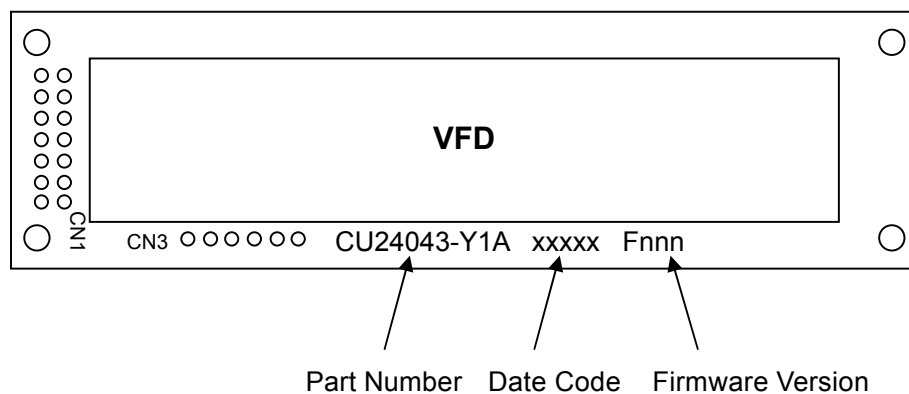 VFD
CN1
CN3 CU24043-Y1A xxxxx Fnnn
Part Number Date Code Firmware Version